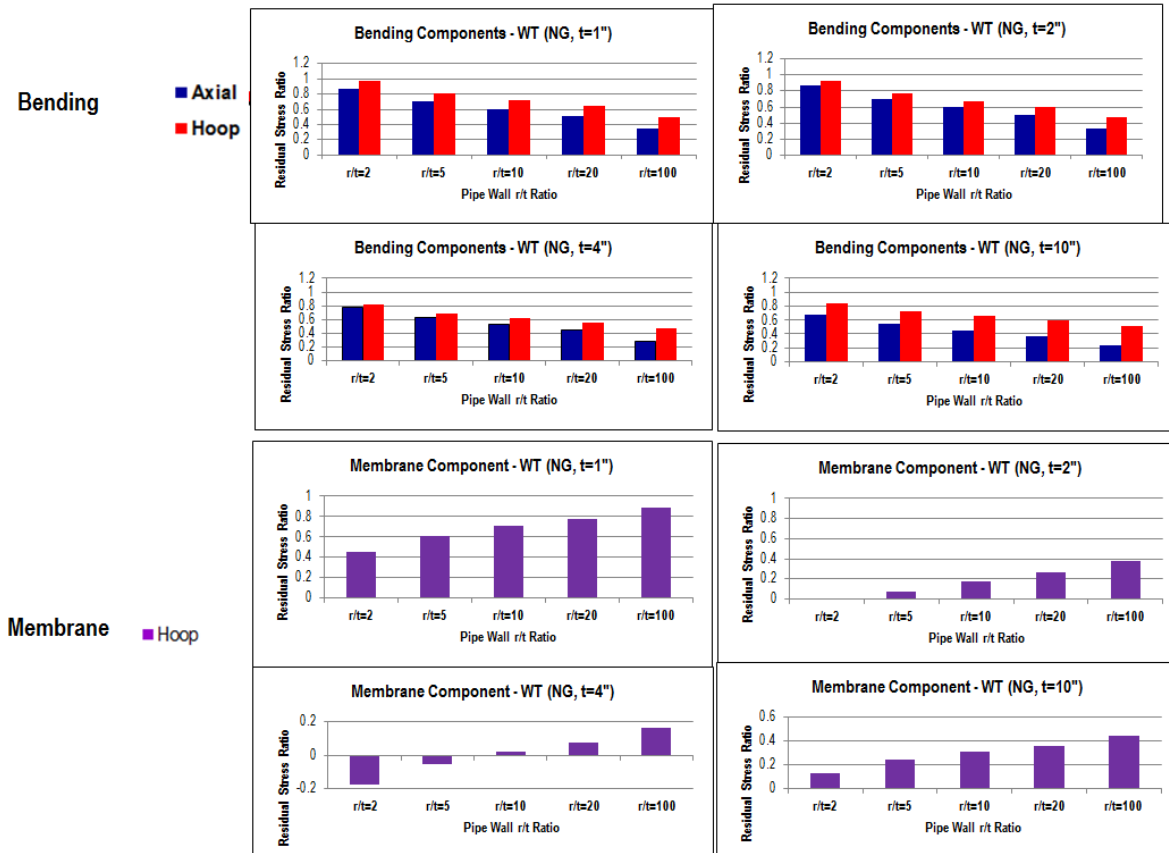 Bending
Axial
Hoop
Bending Components - WT (NG, t=1")
Residual Stress Ratio
1.2
1
0.8
0.6
0.4
0.2
0
r/t=2 r/t=5 r/t=10 r/t=20 r/t=100
Pipe Wall r/t Ratio
Bending Components - WT (NG, t=2")
Residual Stress Ratio
1.2
1
0.8
0.6
0.4
0.2
0
r/t=2 r/t=5 r/t=10 r/t=20 r/t=100
Pipe Wall r/t Ratio
Bending Components - WT (NG, t=4")
Residual Stress Ratio
1.2
1
0.8
0.6
0.4
0.2
0
r/t=2 r/t=5 r/t=10 r/t=20 r/t=100
Pipe Wall r/t Ratio
Bending Components - WT (NG, t=10")
Residual Stress Ratio
1.2
1
0.8
0.6
0.4
0.2
0
r/t=2 r/t=5 r/t=10 r/t=20 r/t=100
Pipe Wall r/t Ratio
Membrane
Hoop
Membrane Component - WT (NG, t=1")
Residual Stress Ratio
1
0.8
0.6
0.4
0.2
0
r/t=2 r/t=5 r/t=10 r/t=20 r/t=100
Pipe Wall r/t Ratio
Membrane Component - WT (NG, t=2")
Residual Stress Ratio
1
0.8
0.6
0.4
0.2
0
r/t=2 r/t=5 r/t=10 r/t=20 r/t=100
Pipe Wall r/t Ratio
Membrane Component - WT (NG, t=4")
Residual Stress Ratio
0.2
0
-0.2
r/t=2 r/t=5 r/t=10 r/t=20 r/t=100
Pipe Wall r/t Ratio
Membrane Component - WT (NG, t=10")
Residual Stress Ratio
0.6
0.4
0.2
0
r/t=2 r/t=5 r/t=10 r/t=20 r/t=100
Pipe Wall r/t Ratio